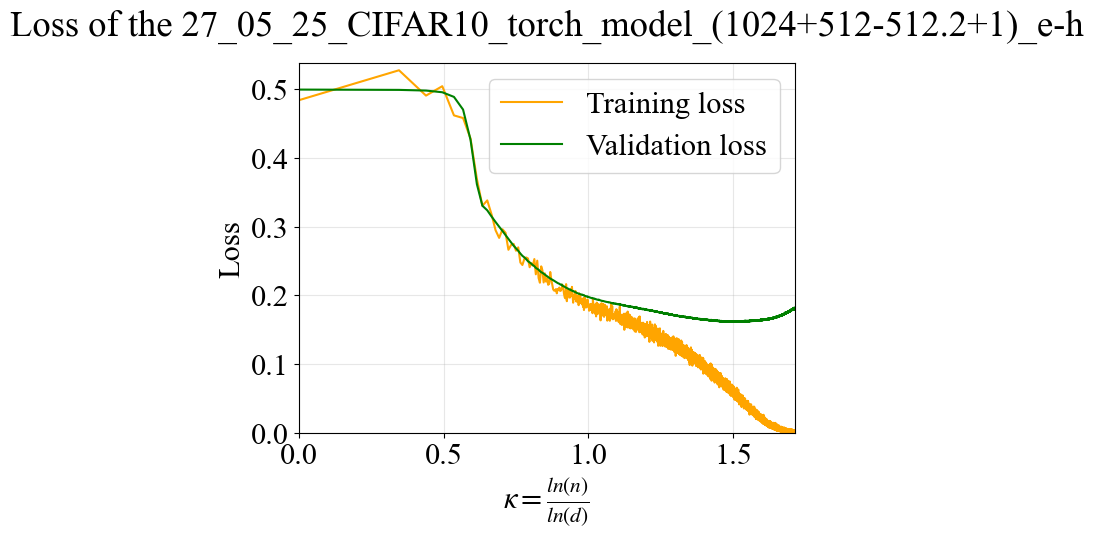 Loss of the 27_05_25_CIFAR10_torch_model_(1024+512-512.2+1)_e-h
Training loss
Validation loss
Loss
0.5
0.4
0.3
0.2
0.1
0.0
0.0 0.5 1.0 1.5
κ = ln(n)/ln(d)